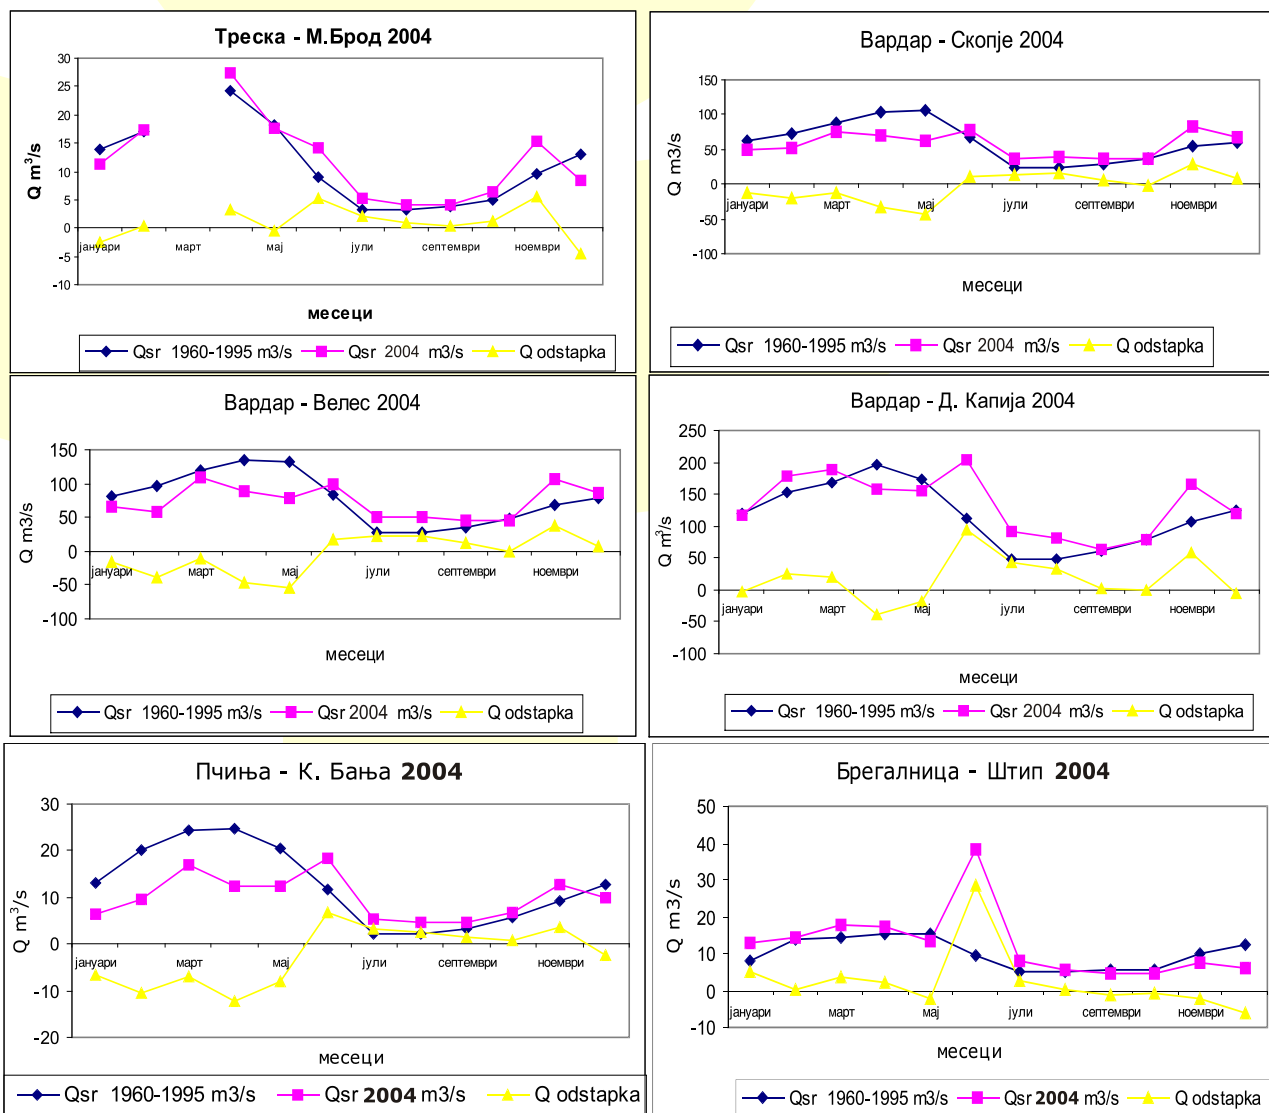 Треска - М.Брод 2004
30
25
20
15
10
5
0
-5
-10
Q m³/s
јануари март мај јули септември ноември
месеци
Qsr 1960-1995 m3/s Qsr 2004 m3/s Q odstapka
Вардар - Скопје 2004
150
100
50
0
-50
-100
Q m3/s
јануари март мај јули септември ноември
месеци
Qsr 1960-1995 m3/s Qsr 2004 m3/s Q odstapka
Вардар - Велес 2004
150
100
50
0
-50
-100
Q m3/s
јануари март мај јули септември ноември
месеци
Qsr 1960-1995 m3/s Qsr 2004 m3/s Q odstapka
Вардар - Д. Капија 2004
250
200
150
100
50
0
-50
-100
Q m³/s
јануари март мај јули септември ноември
месеци
Qsr 1960-1995 m3/s Qsr 2004 m3/s Q odstapka
Пчиња - К. Бања 2004
30
20
10
0
-10
-20
Q m³/s
јануари март мај јули септември ноември
месеци
Qsr 1960-1995 m3/s Qsr 2004 m3/s Q odstapka
Брегалница - Штип 2004
50
40
30
20
10
0
-10
Q m3/s
јануари март мај јули септември ноември
месеци
Qsr 1960-1995 m3/s Qsr 2004 m3/s Q odstapka